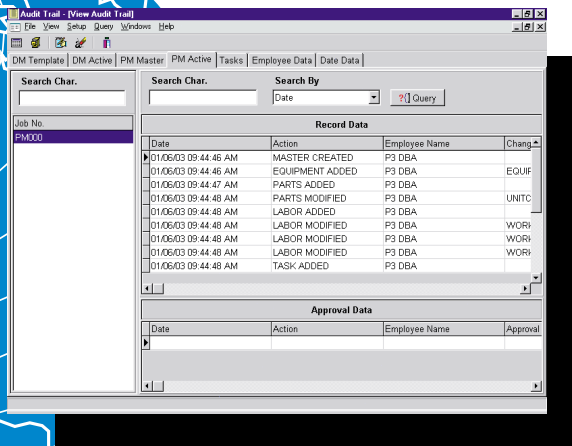 Audit Trail - [View Audit Trail]
File View Setup Query Windows Help
DM Template DM Active PM Master PM Active Tasks Employee Data Date Data
Search Char.
Search Char. Search By
Date ?{] Query
Job No.
PM000
Record Data
Date Action Employee Name Chang
01/06/03 09:44:46 AM MASTER CREATED P3 DBA
01/06/03 09:44:46 AM EQUIPMENT ADDED P3 DBA EQUIF
01/06/03 09:44:47 AM PARTS ADDED P3 DBA
01/06/03 09:44:48 AM PARTS MODIFIED P3 DBA UNITC
01/06/03 09:44:48 AM LABOR ADDED P3 DBA
01/06/03 09:44:48 AM LABOR MODIFIED P3 DBA WORK
01/06/03 09:44:48 AM LABOR MODIFIED P3 DBA WORK
01/06/03 09:44:48 AM LABOR MODIFIED P3 DBA WORK
01/06/03 09:44:48 AM TASK ADDED P3 DBA
Approval Data
Date Action Employee Name Approval